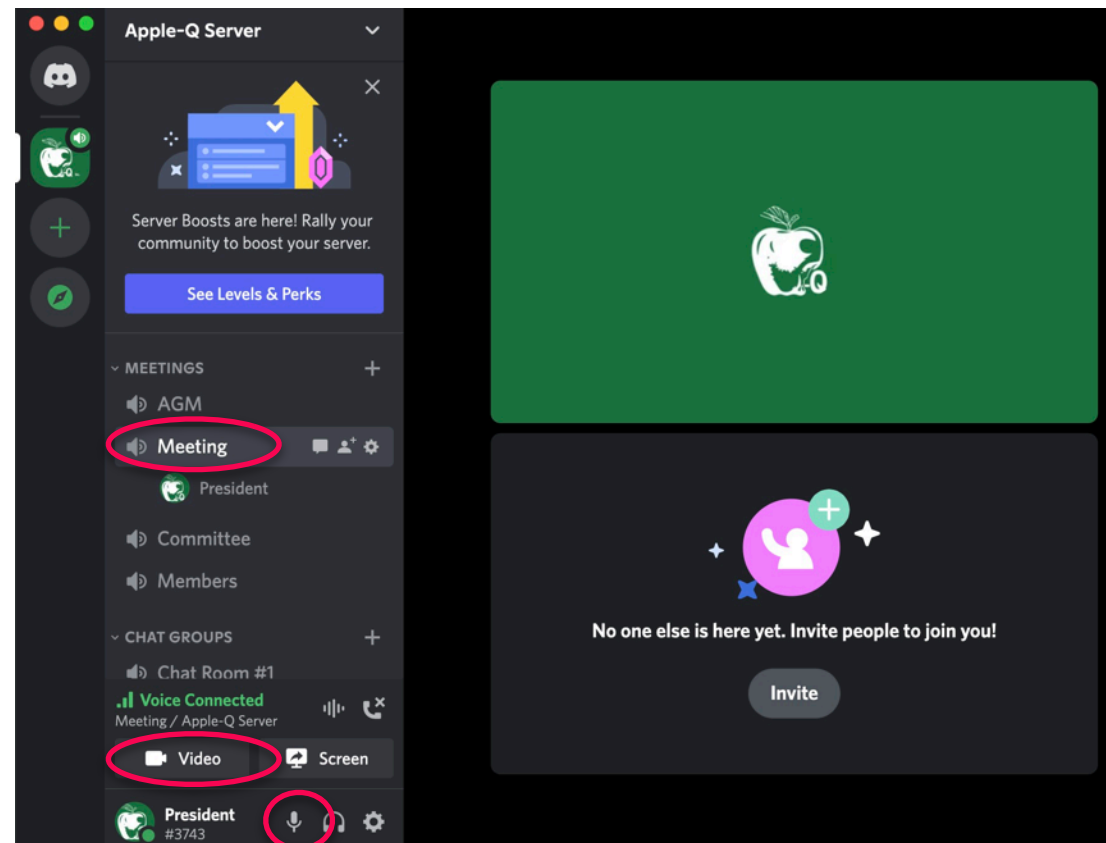 Apple-Q Server
Server Boosts are here! Rally your
community to boost your server.
See Levels & Perks
MEETINGS
AGM
Meeting
President
Committee
Members
CHAT GROUPS
Chat Room #1
Voice Connected
Meeting / Apple-Q Server
Video Screen
President
#3743
-Q
No one else is here yet. Invite people to join you!
Invite